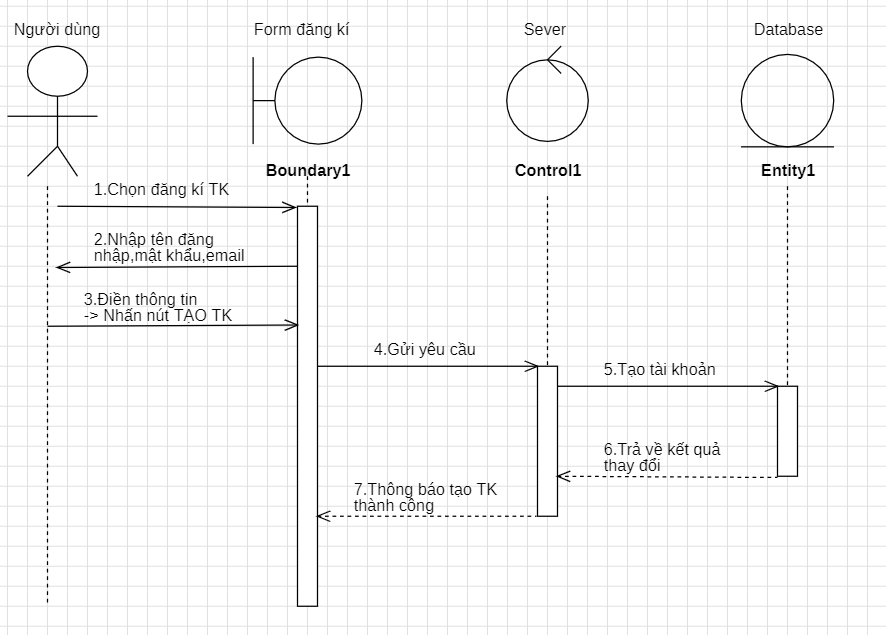 Người dùng
Form đăng kí
Sever
Database
Boundary1
Control1
Entity1
1.Chọn đăng kí TK
2.Nhập tên đăng
nhập,mật khẩu,email
3.Điền thông tin
-> Nhấn nút TẠO TK
4.Gửi yêu cầu
5.Tạo tài khoản
6.Trả về kết quả
thay đổi
7.Thông báo tạo TK
thành công